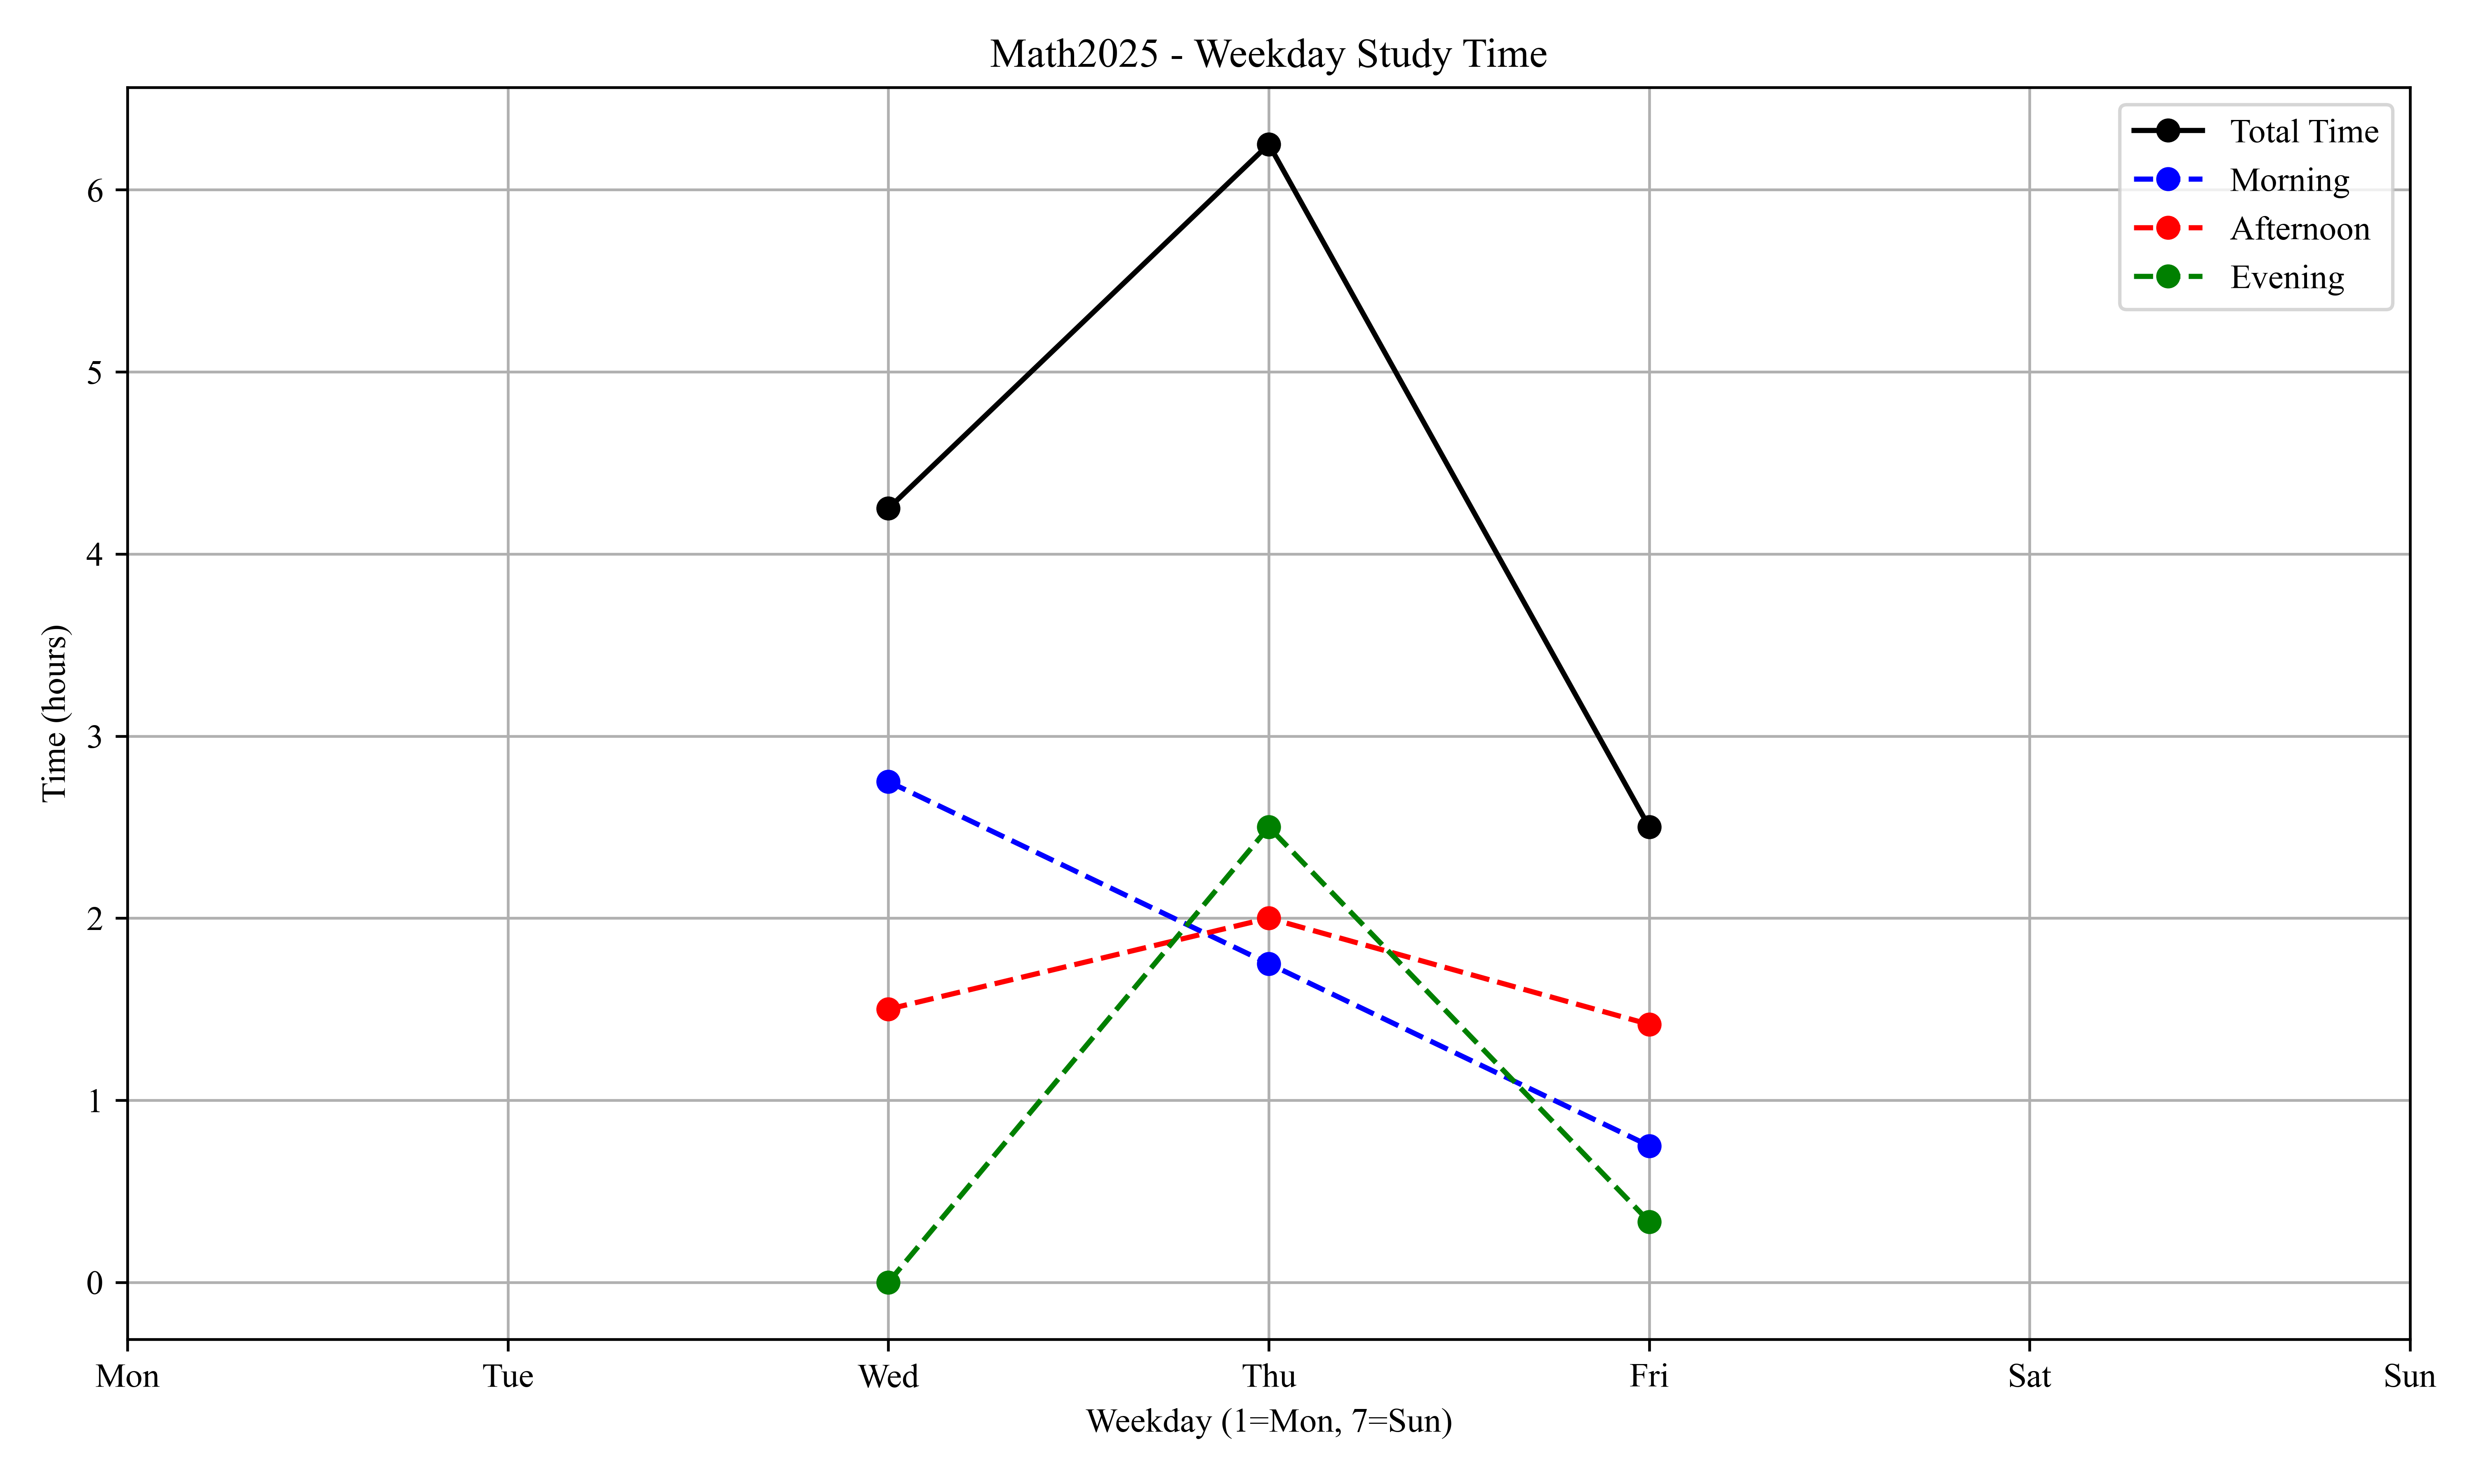 Math2025 - Weekday Study Time
Total Time
Morning
Afternoon
Evening
6
5
4
3
2
1
0
Time (hours)
Mon Tue Wed Thu Fri Sat Sun
Weekday (1=Mon, 7=Sun)